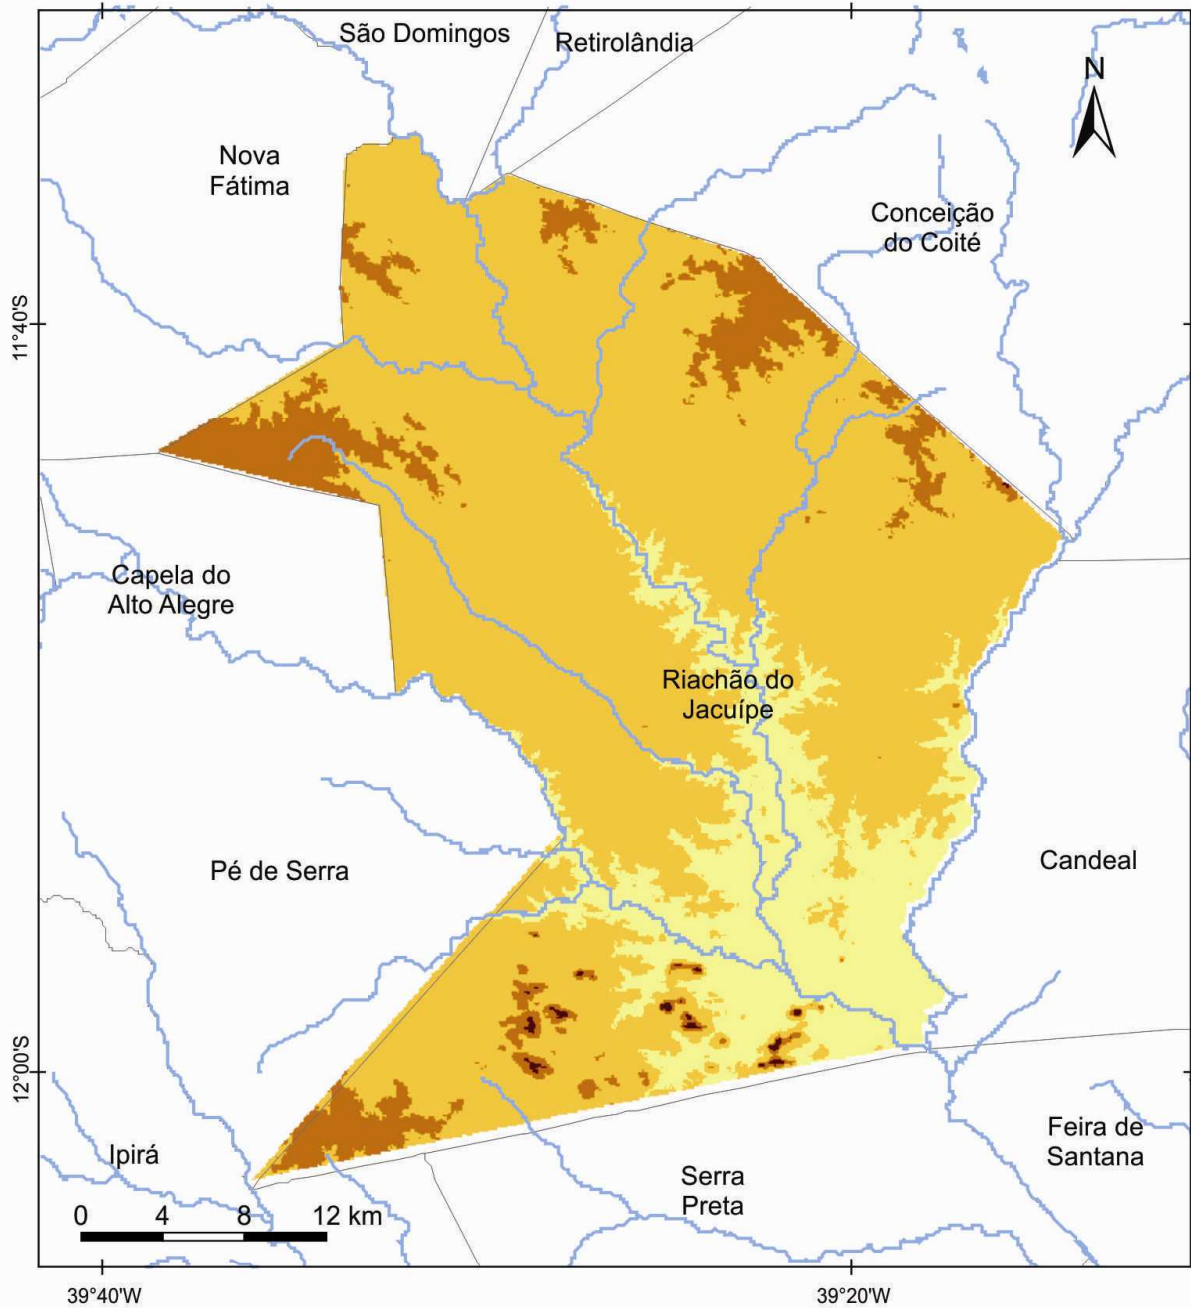 São Domingos
Retirolândia
N
Nova
Fátima
Conceição
do Coité
11°40'S
Capela do
Alto Alegre
Riachão do
Jacuípe
Pé de Serra
Candeal
12°0'S
Ipirá
Feira de
Santana
Serra
Preta
0 4 8 12 km
39°40'W
39°20'W